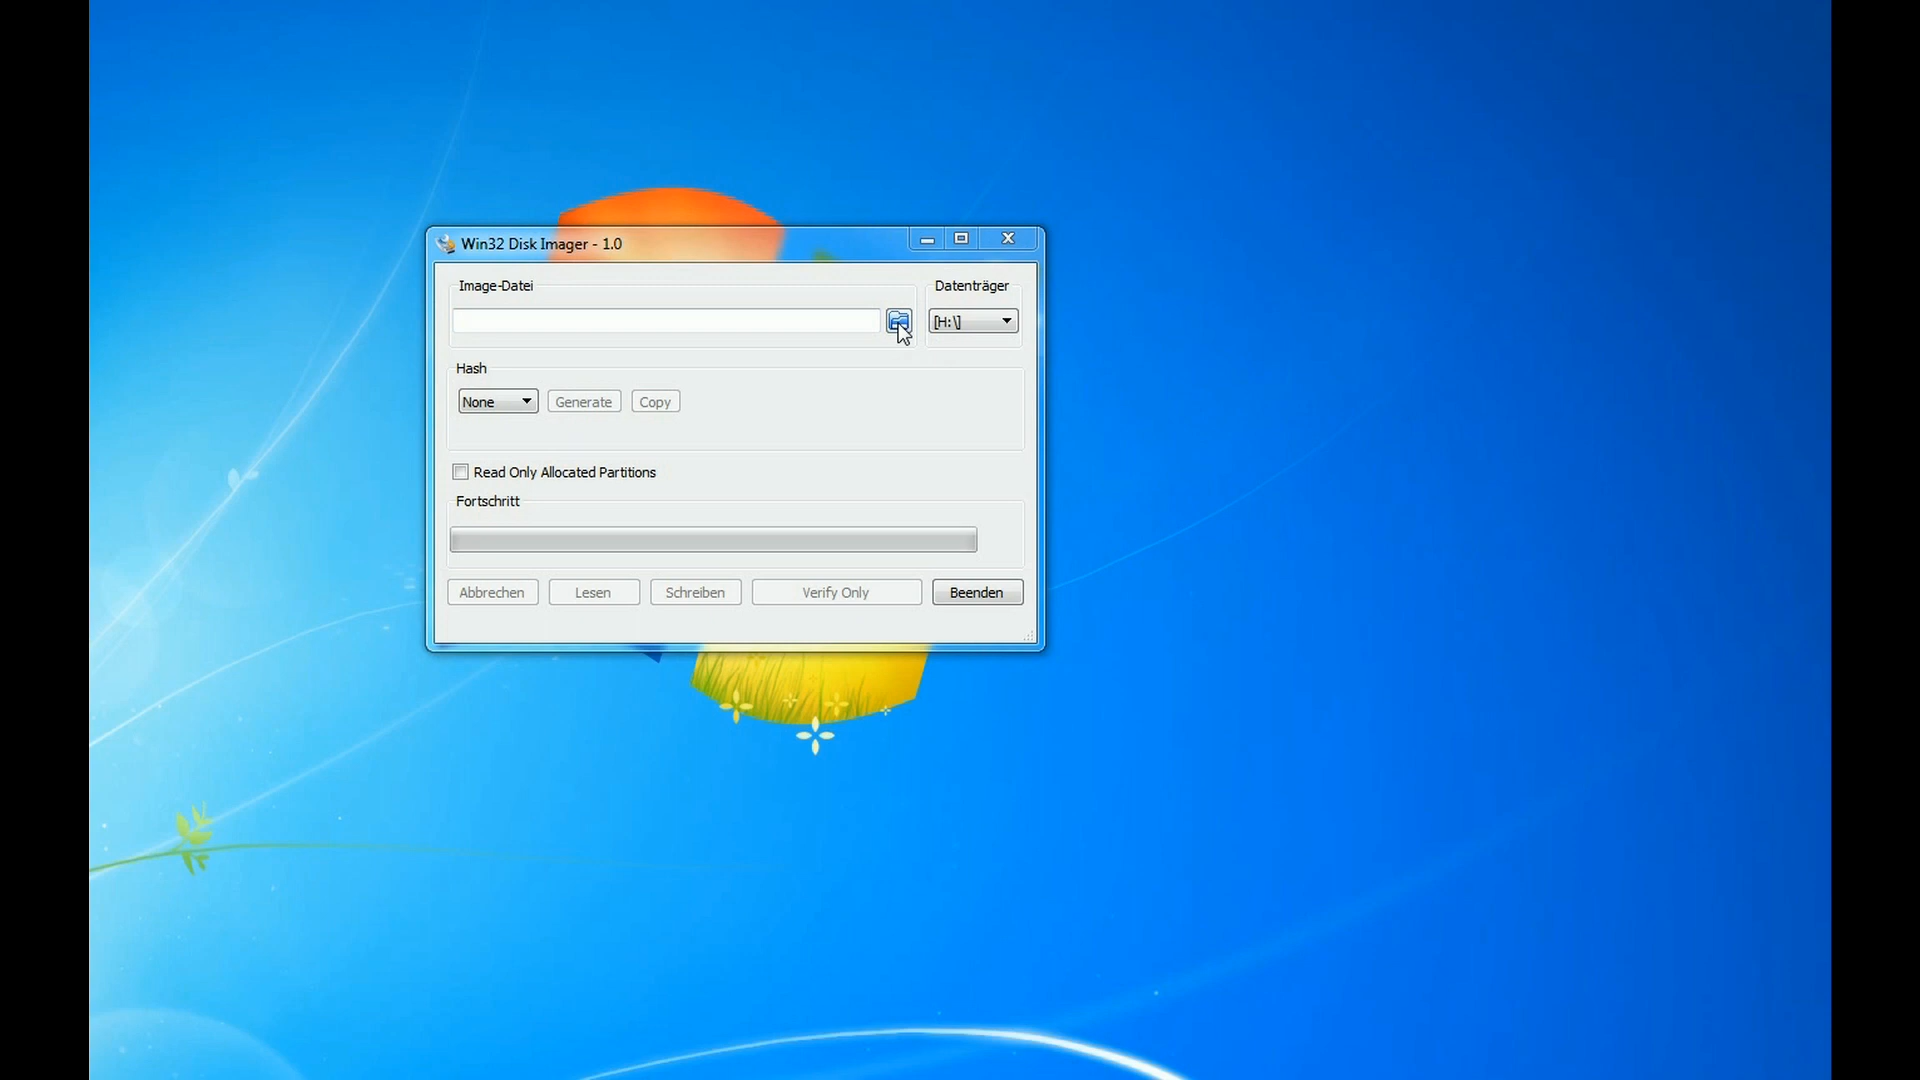 Win32 Disk Imager - 1.0
Image-Datei
Datenträger
[H:\]
Hash
None
Generate
Copy
Read Only Allocated Partitions
Fortschritt
Abbrechen
Lesen
Schreiben
Verify Only
Beenden